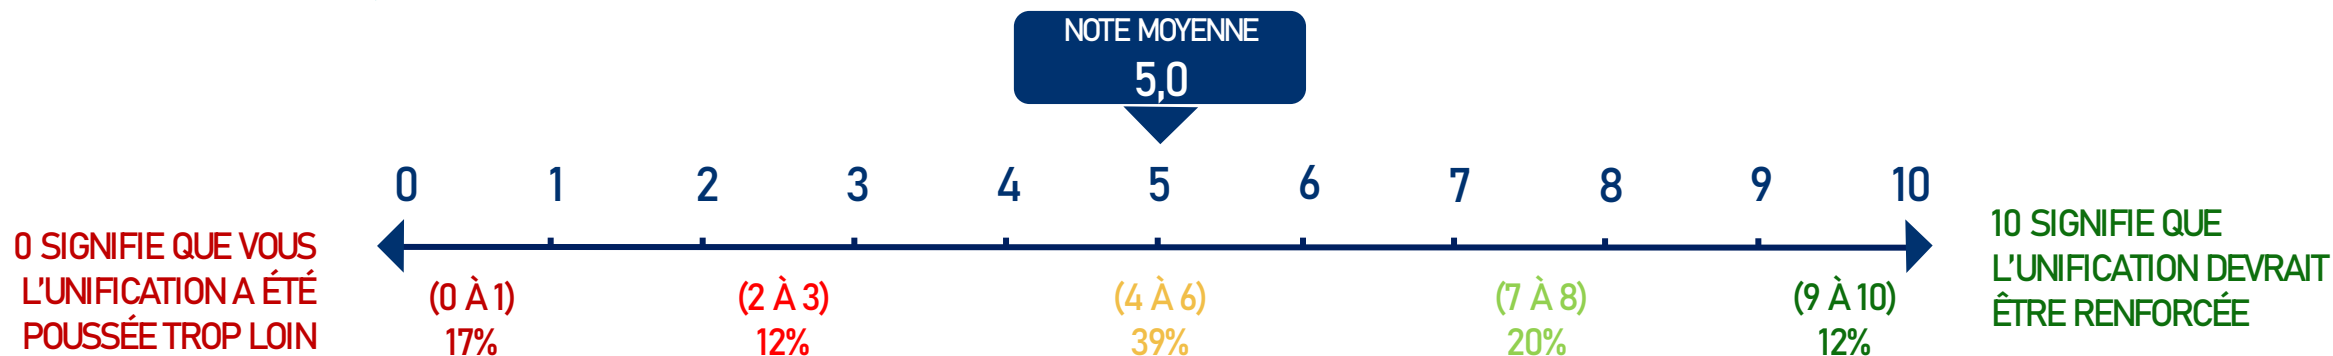 NOTE MOYENNE
5,0
0 1 2 3 4 5 6 7 8 9 10
0 SIGNIFIE QUE VOUS
L'UNIFICATION A ÉTÉ
POUSSÉE TROP LOIN
(0 À 1) (2 À 3) (4 À 6) (7 À 8) (9 À 10)
17% 12% 39% 20% 12%
10 SIGNIFIE QUE
L'UNIFICATION DEVRAIT
ÊTRE RENFORCÉE